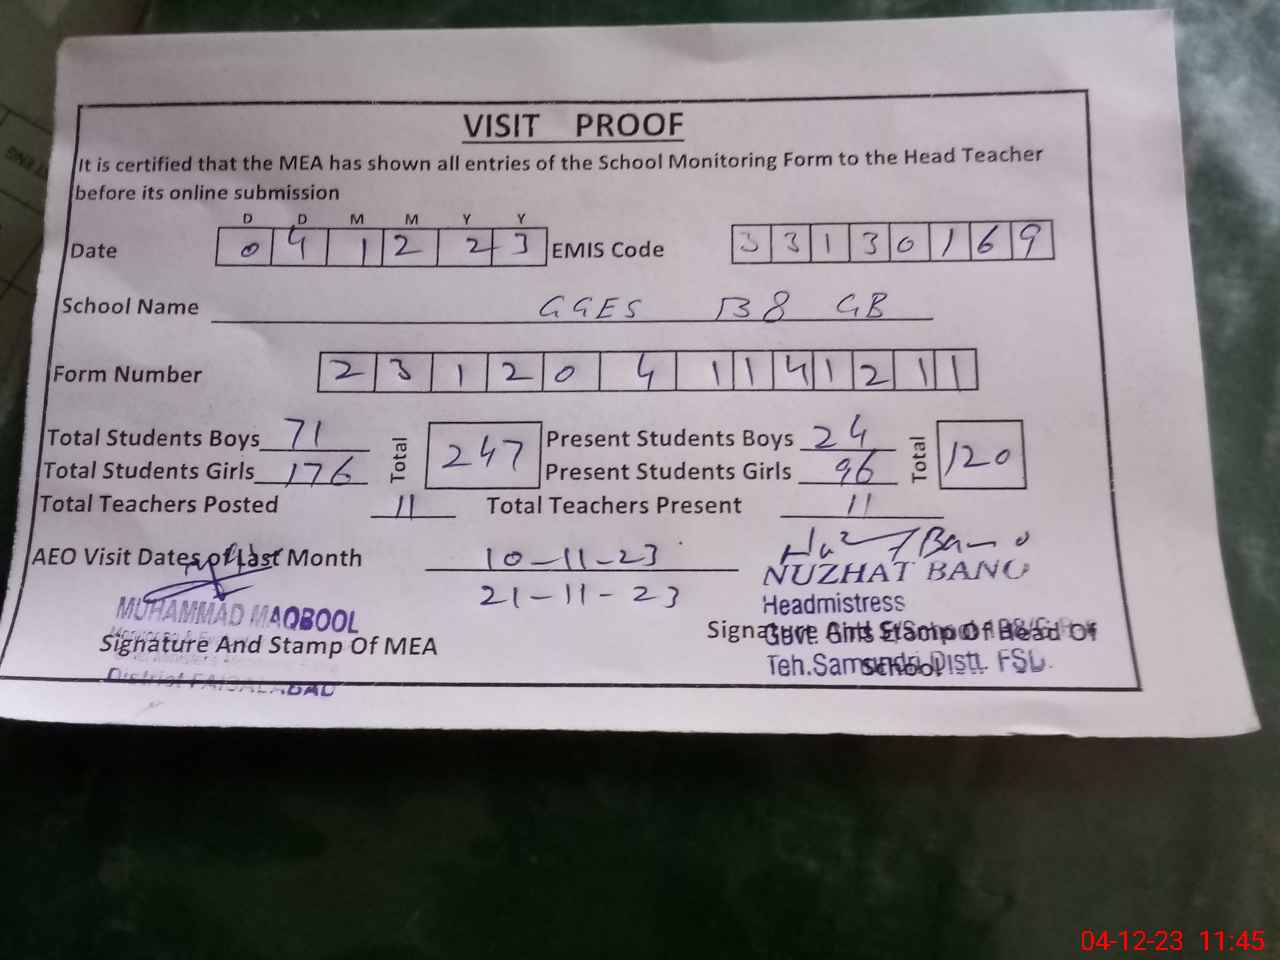 VISIT PROOF
It is certified that the MEA has shown all entries of the School Monitoring Form to the Head Teacher
before its online submission
D D M M Y Y
Date 0 4 1 2 2 3 EMIS Code 3 3 1 3 0 1 6 9
School Name GGES 138 GB
Form Number 2 3 1 2 0 4 1 1 4 1 2 1 1
Total Students Boys 71 Total 247 Present Students Boys 24 Total 120
Total Students Girls 176 Present Students Girls 96
Total Teachers Posted 11 Total Teachers Present 11
AEO Visit Dates of Last Month 10-11-23
21-11-23
Nuzhat Bano
NUZHAT BANO
Headmistress
MUHAMMAD MAQBOOL
Signature And Stamp Of MEA
Signature And Stamp Of Head Of
School
Govt. Girls
Teh.Samundri Distt. FSD.
District FAISALABAD
04-12-23 11:45